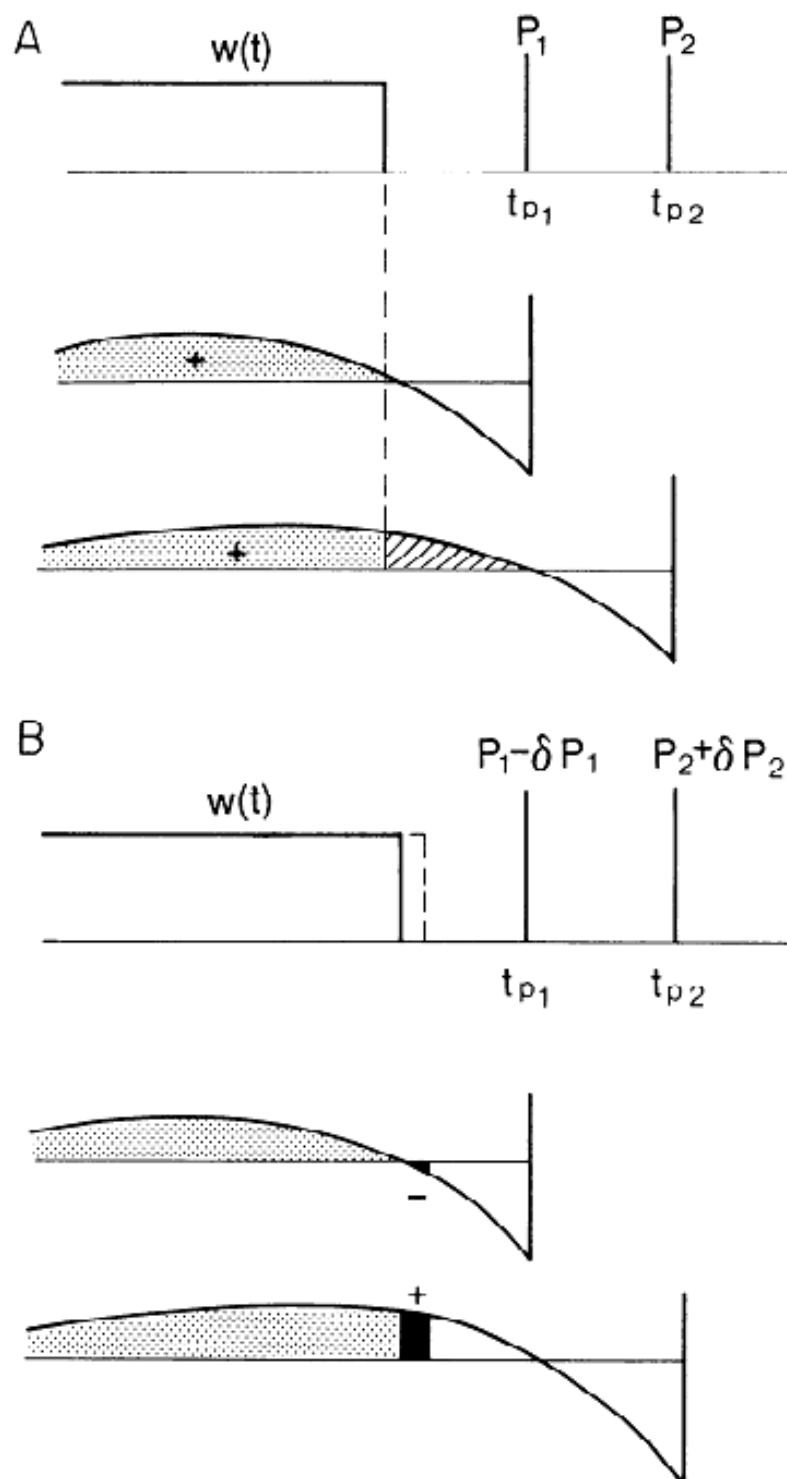 A
w(t) P₁ P₂
tp₁ tp₂
+
+
B
w(t) P₁−δP₁ P₂+δP₂
tp₁ tp₂
−
+